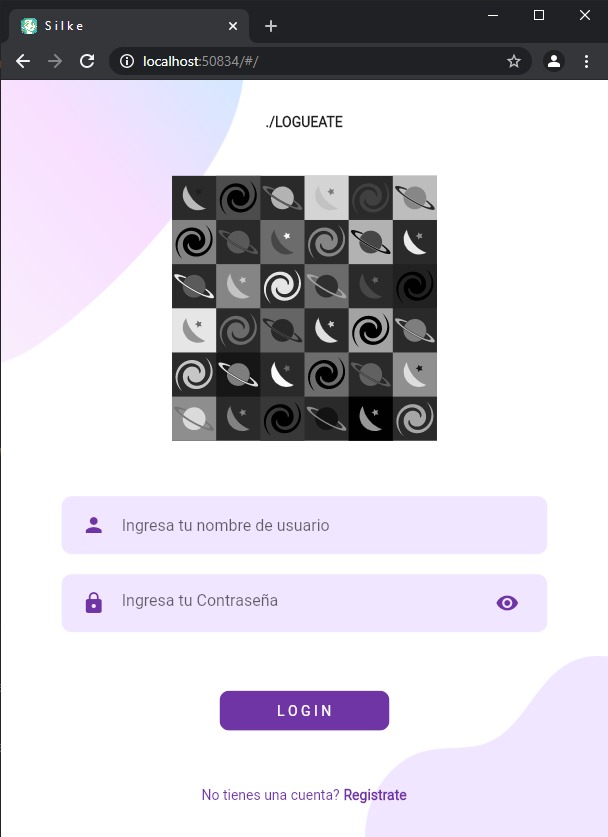 Silke
localhost:50834/#/
./LOGUEATE
Ingresa tu nombre de usuario
Ingresa tu Contraseña
LOGIN
No tienes una cuenta? Registrate